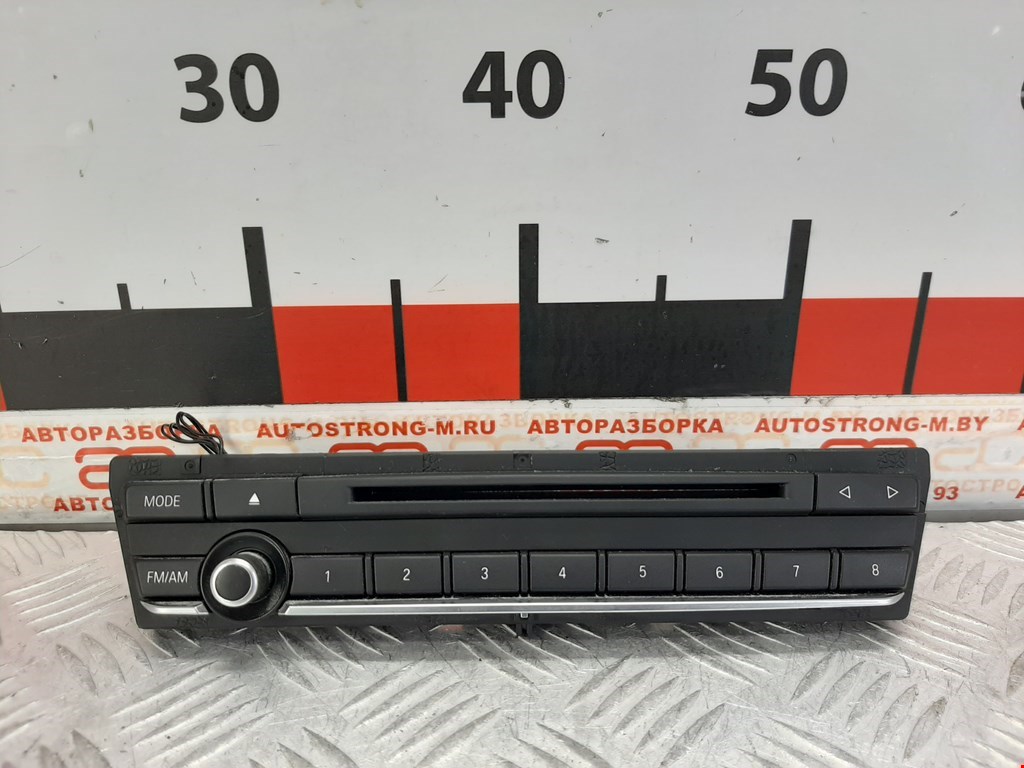 30 40 50
АВТОРАЗБОРКА AUTOSTRONG-M.RU АВТОРАЗБОРКА AUTOSTRONG-M.BY
93
MODE
FM/AM 1 2 3 4 5 6 7 8